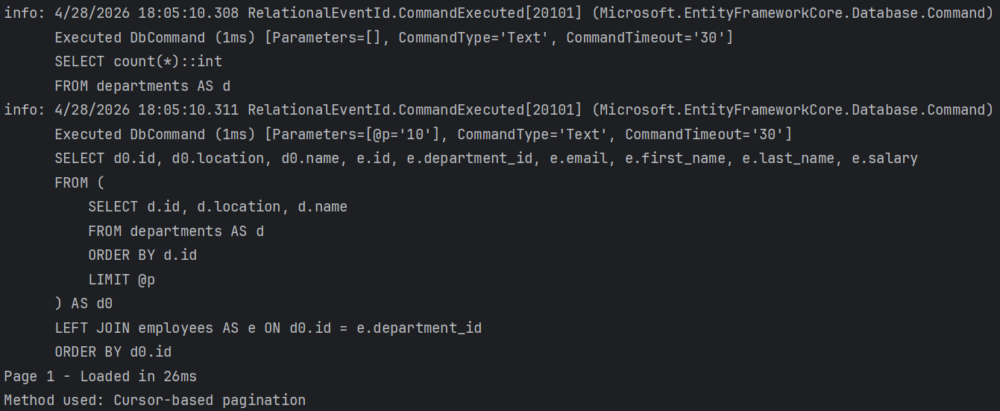 info: 4/28/2026 18:05:10.308 RelationalEventId.CommandExecuted[20101] (Microsoft.EntityFrameworkCore.Database.Command)
      Executed DbCommand (1ms) [Parameters=[], CommandType='Text', CommandTimeout='30']
      SELECT count(*)::int
      FROM departments AS d
info: 4/28/2026 18:05:10.311 RelationalEventId.CommandExecuted[20101] (Microsoft.EntityFrameworkCore.Database.Command)
      Executed DbCommand (1ms) [Parameters=[@p='10'], CommandType='Text', CommandTimeout='30']
      SELECT d0.id, d0.location, d0.name, e.id, e.department_id, e.email, e.first_name, e.last_name, e.salary
      FROM (
          SELECT d.id, d.location, d.name
          FROM departments AS d
          ORDER BY d.id
          LIMIT @p
      ) AS d0
      LEFT JOIN employees AS e ON d0.id = e.department_id
      ORDER BY d0.id
Page 1 - Loaded in 26ms
Method used: Cursor-based pagination